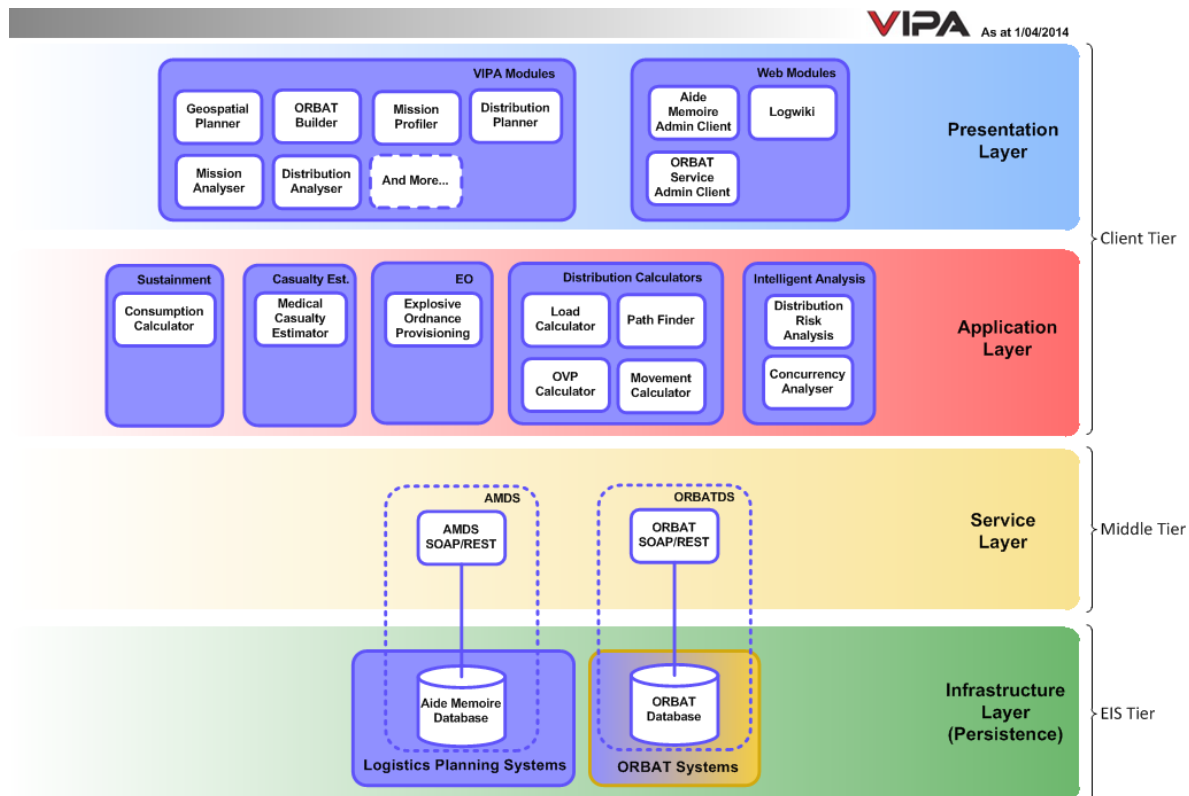 VIPA As at 1/04/2014
VIPA Modules
Geospatial
Planner
ORBAT
Builder
Mission
Profiler
Distribution
Planner
Mission
Analyser
Distribution
Analyser
And More...
Web Modules
Aide
Memoire
Admin Client
Logwiki
ORBAT
Service
Admin Client
Presentation
Layer
Client Tier
Sustainment
Consumption
Calculator
Casualty Est.
Medical
Casualty
Estimator
EO
Explosive
Ordnance
Provisioning
Distribution Calculators
Load
Calculator
Path Finder
OVP
Calculator
Movement
Calculator
Intelligent Analysis
Distribution
Risk
Analysis
Concurrency
Analyser
Application
Layer
AMDS
AMDS
SOAP/REST
ORBATDS
ORBAT
SOAP/REST
Service
Layer
Middle Tier
Aide Memoire
Database
Logistics Planning Systems
ORBAT
Database
ORBAT Systems
Infrastructure
Layer
(Persistence)
EIS Tier